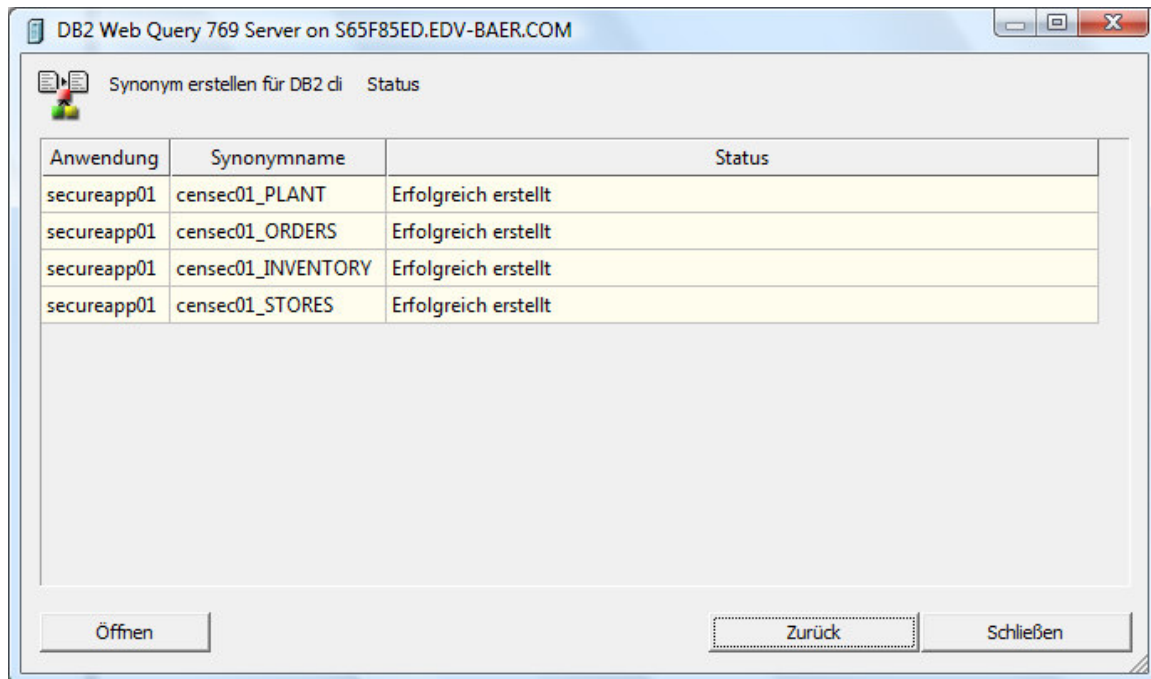 DB2 Web Query 769 Server on S65F85ED.EDV-BAER.COM
Synonym erstellen für DB2 cli Status
Anwendung Synonymname Status
secureapp01 censec01_PLANT Erfolgreich erstellt
secureapp01 censec01_ORDERS Erfolgreich erstellt
secureapp01 censec01_INVENTORY Erfolgreich erstellt
secureapp01 censec01_STORES Erfolgreich erstellt
Öffnen Zurück Schließen